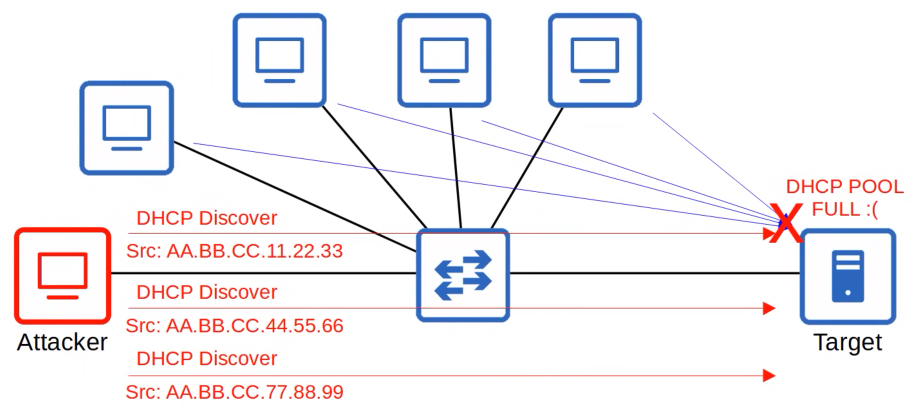 DHCP POOL
FULL :(
DHCP Discover
Src: AA.BB.CC.11.22.33
DHCP Discover
Src: AA.BB.CC.44.55.66
Attacker
Target
DHCP Discover
Src: AA.BB.CC.77.88.99